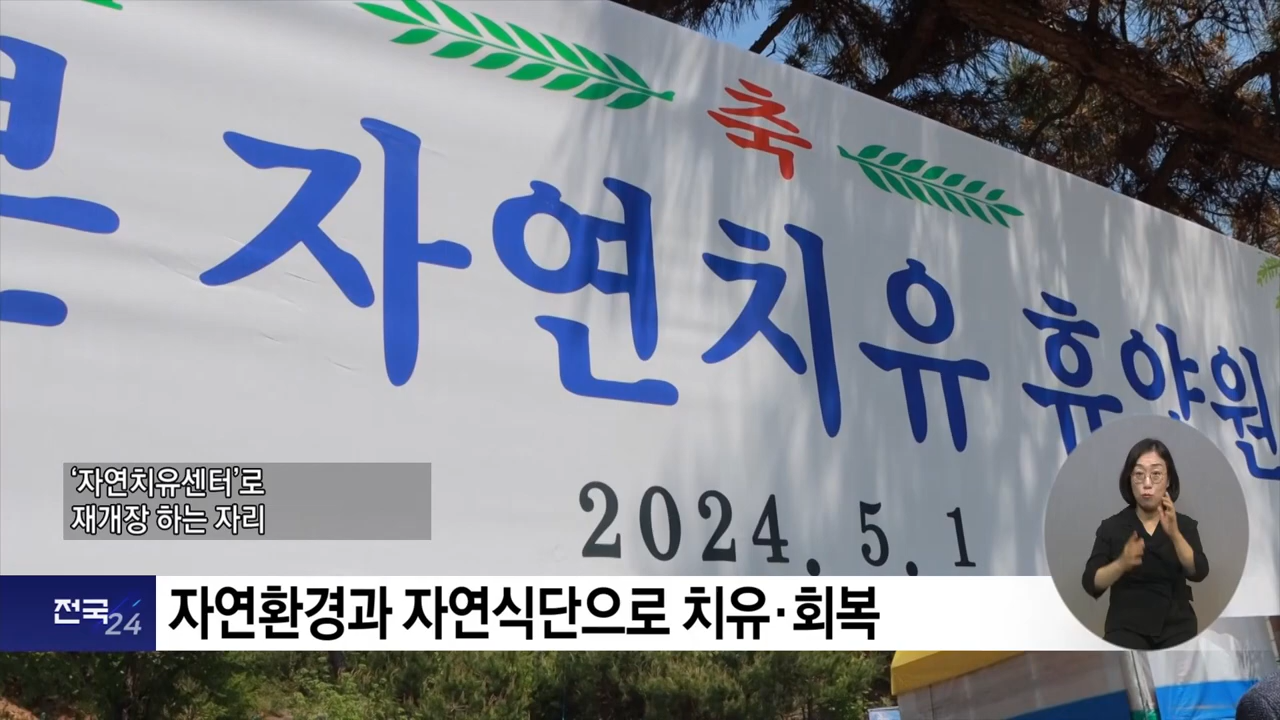 축
자연치유 휴양원
2024. 5. 1
‘자연치유센터’로
재개장 하는 자리
전국24
자연환경과 자연식단으로 치유·회복